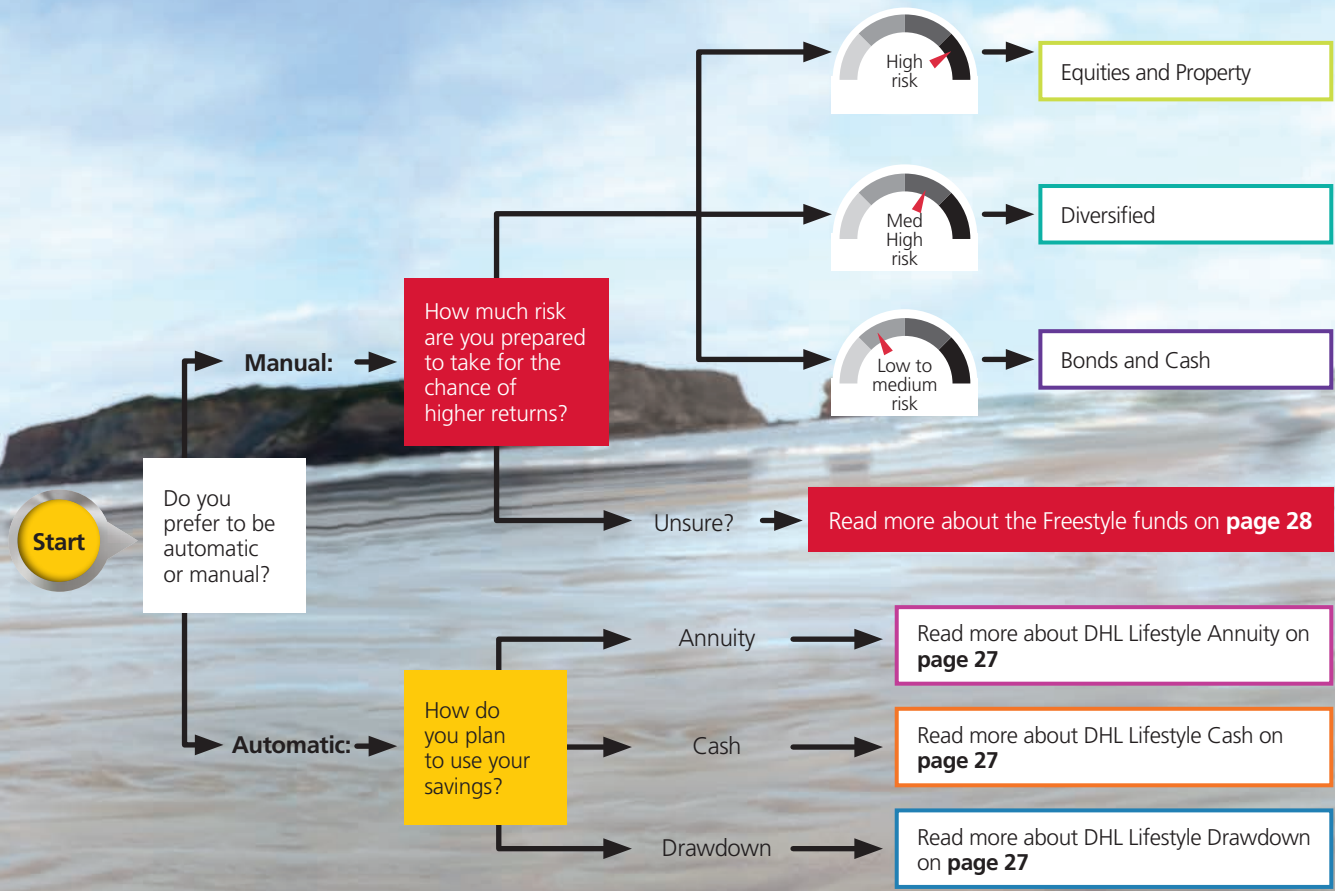 Start
Do you
prefer to be
automatic
or manual?
Manual:
How much risk
are you prepared
to take for the
chance of
higher returns?
High
risk
Equities and Property
Med
High
risk
Diversified
Low to
medium
risk
Bonds and Cash
Unsure?
Read more about the Freestyle funds on page 28
Automatic:
How do
you plan
to use your
savings?
Annuity
Read more about DHL Lifestyle Annuity on
page 27
Cash
Read more about DHL Lifestyle Cash on
page 27
Drawdown
Read more about DHL Lifestyle Drawdown
on page 27